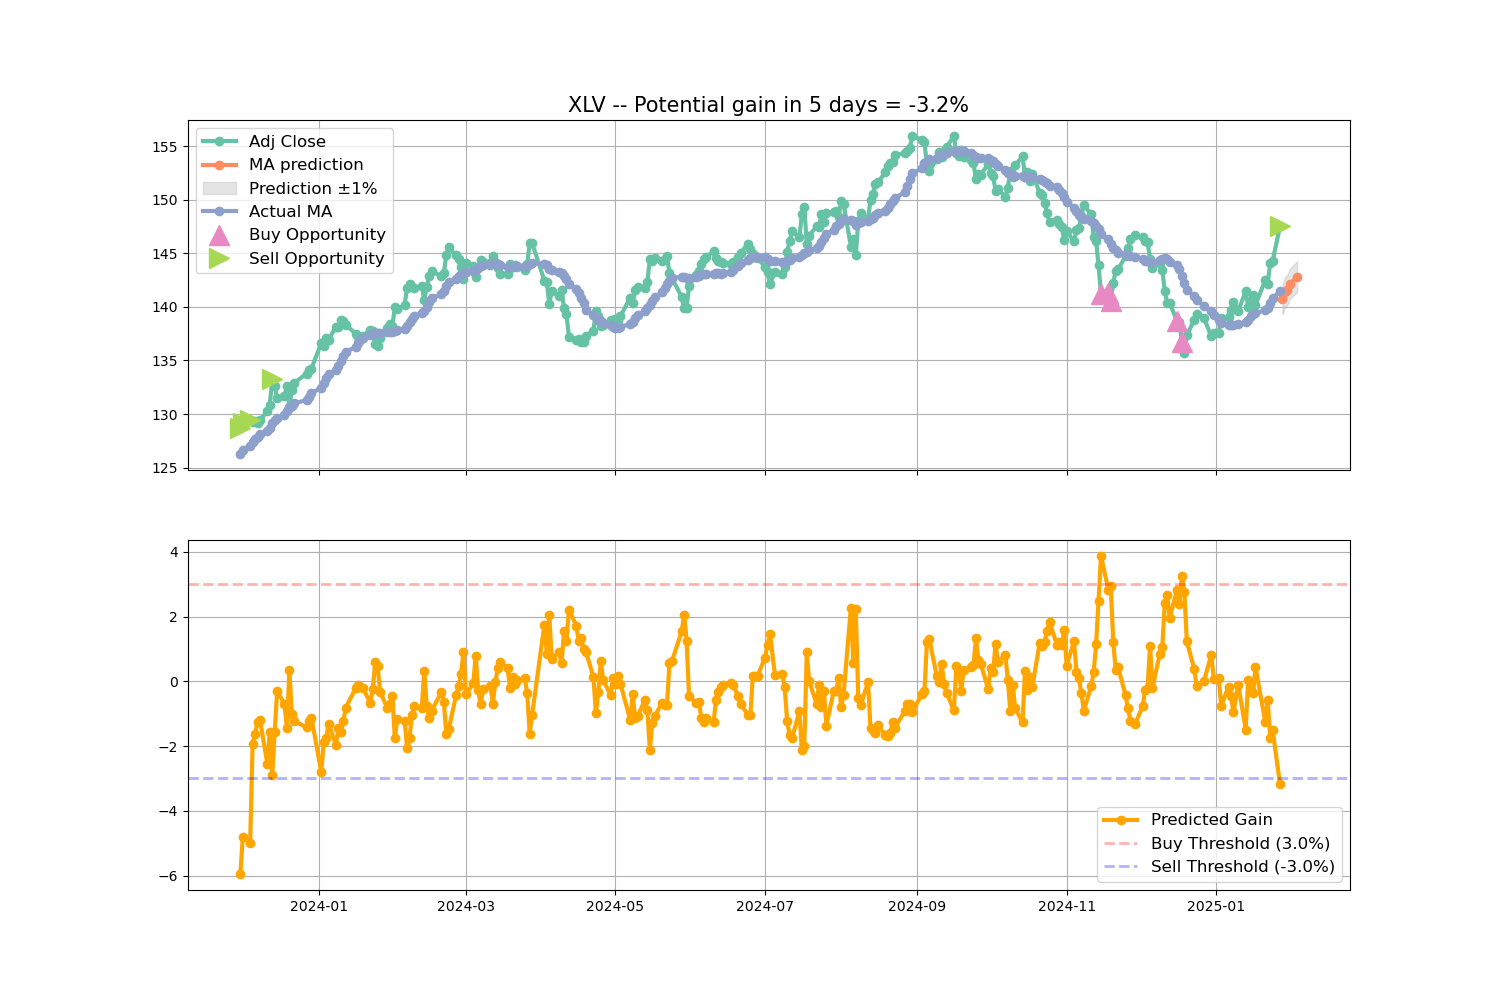 XLV -- Potential gain in 5 days = -3.2%
Adj Close
MA prediction
Prediction ±1%
Actual MA
Buy Opportunity
Sell Opportunity
155
150
145
140
135
130
125
4
2
0
−2
−4
−6
Predicted Gain
Buy Threshold (3.0%)
Sell Threshold (-3.0%)
2024-01
2024-03
2024-05
2024-07
2024-09
2024-11
2025-01